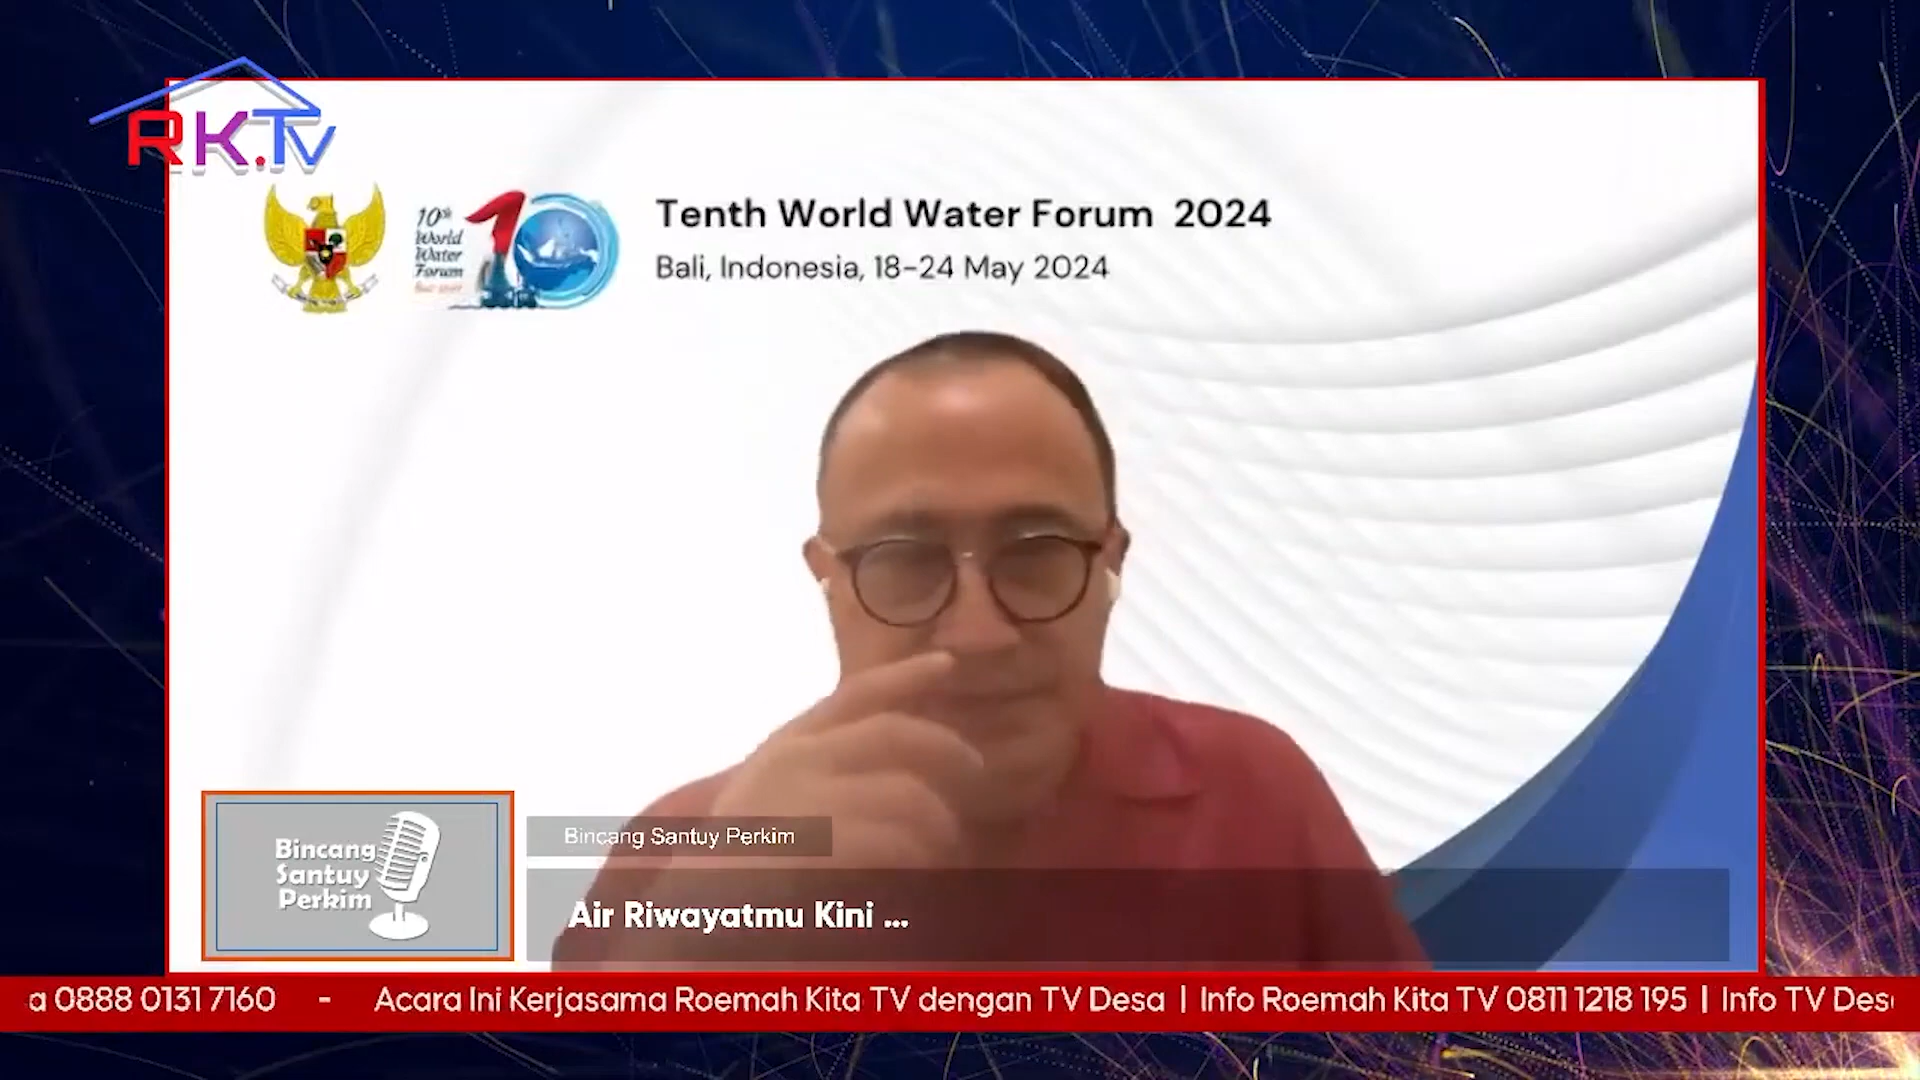 RK.TV
10th
World
Water
Forum
10
Tenth World Water Forum 2024
Bali, Indonesia, 18-24 May 2024
Bincang
Santuy
Perkim
Bincang Santuy Perkim
Air Riwayatmu Kini ...
a 0888 0131 7160 - Acara Ini Kerjasama Roemah Kita TV dengan TV Desa | Info Roemah Kita TV 0811 1218 195 | Info TV Des